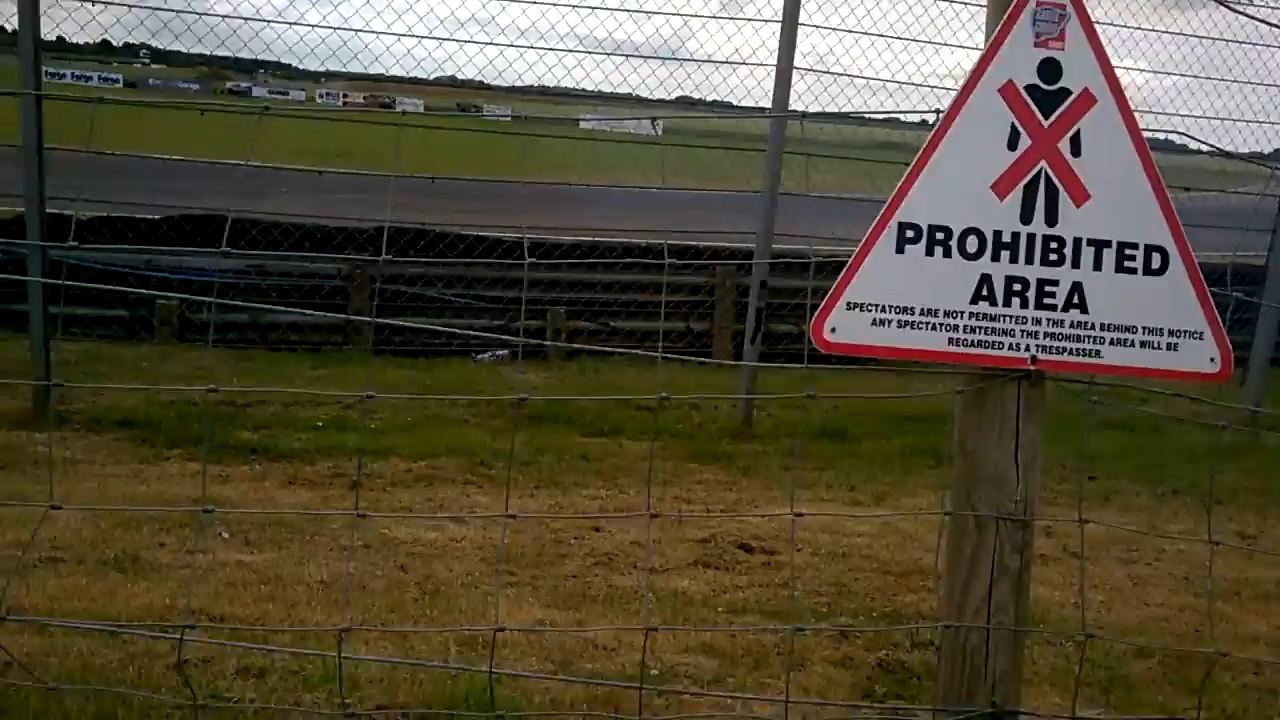 PROHIBITED
AREA
SPECTATORS ARE NOT PERMITTED IN THE AREA BEHIND THIS NOTICE
ANY SPECTATOR ENTERING THE PROHIBITED AREA WILL BE
REGARDED AS A TRESPASSER.